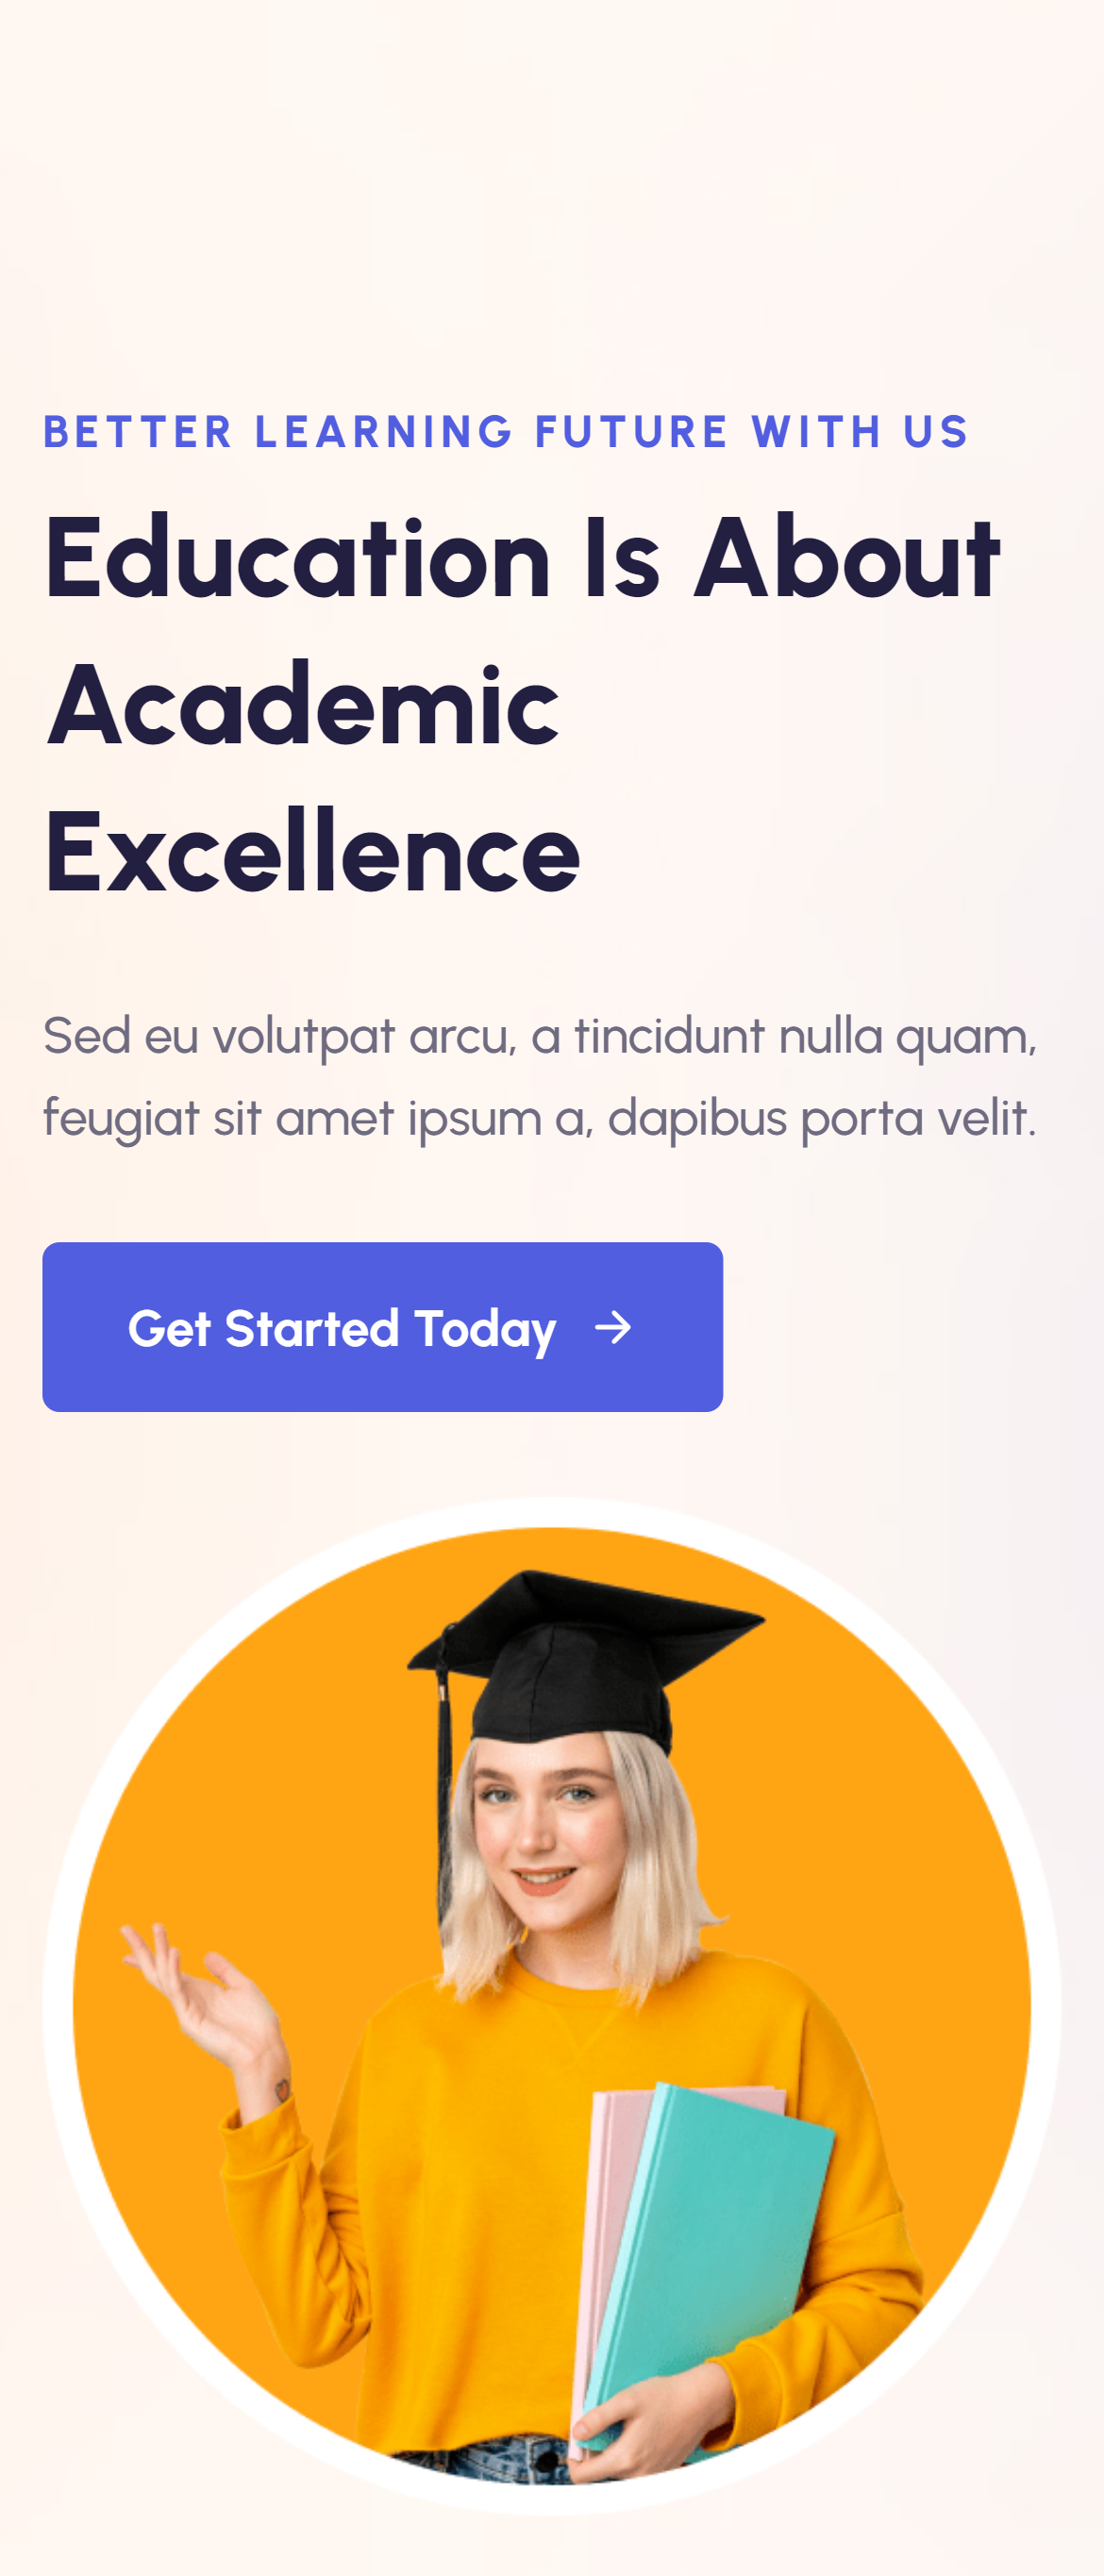 BETTER LEARNING FUTURE WITH US
Education Is About
Academic
Excellence
Sed eu volutpat arcu, a tincidunt nulla quam,
feugiat sit amet ipsum a, dapibus porta velit.
Get Started Today →